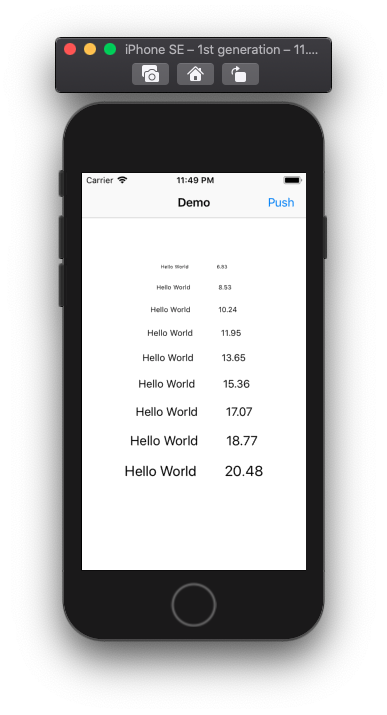 iPhone SE – 1st generation – 11....
Carrier 11:49 PM
Demo Push
Hello World 6.83
Hello World 8.53
Hello World 10.24
Hello World 11.95
Hello World 13.65
Hello World 15.36
Hello World 17.07
Hello World 18.77
Hello World 20.48